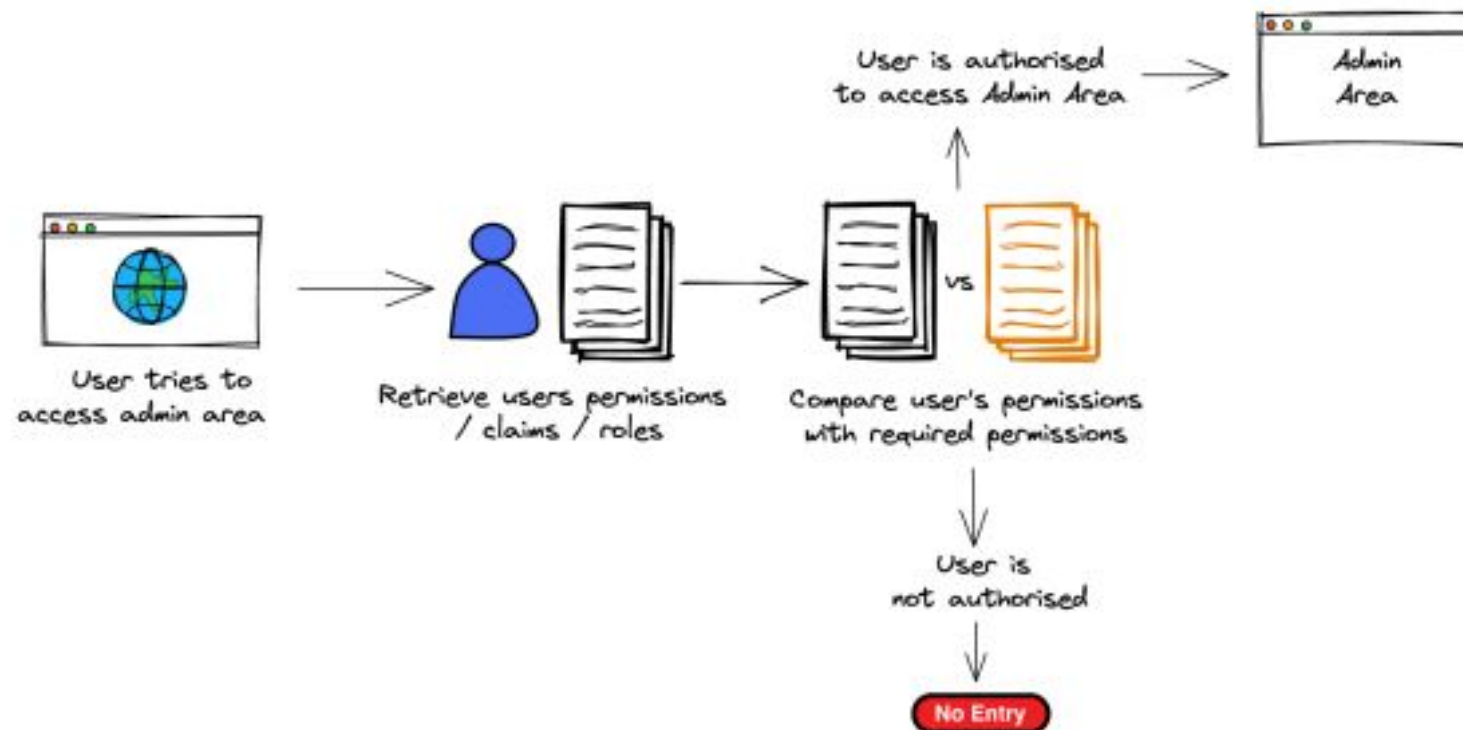 User tries to
access admin area
Retrieve users permissions
/ claims / roles
vs
Compare user's permissions
with required permissions
User is authorised
to access Admin Area
Admin
Area
User is
not authorised
No Entry